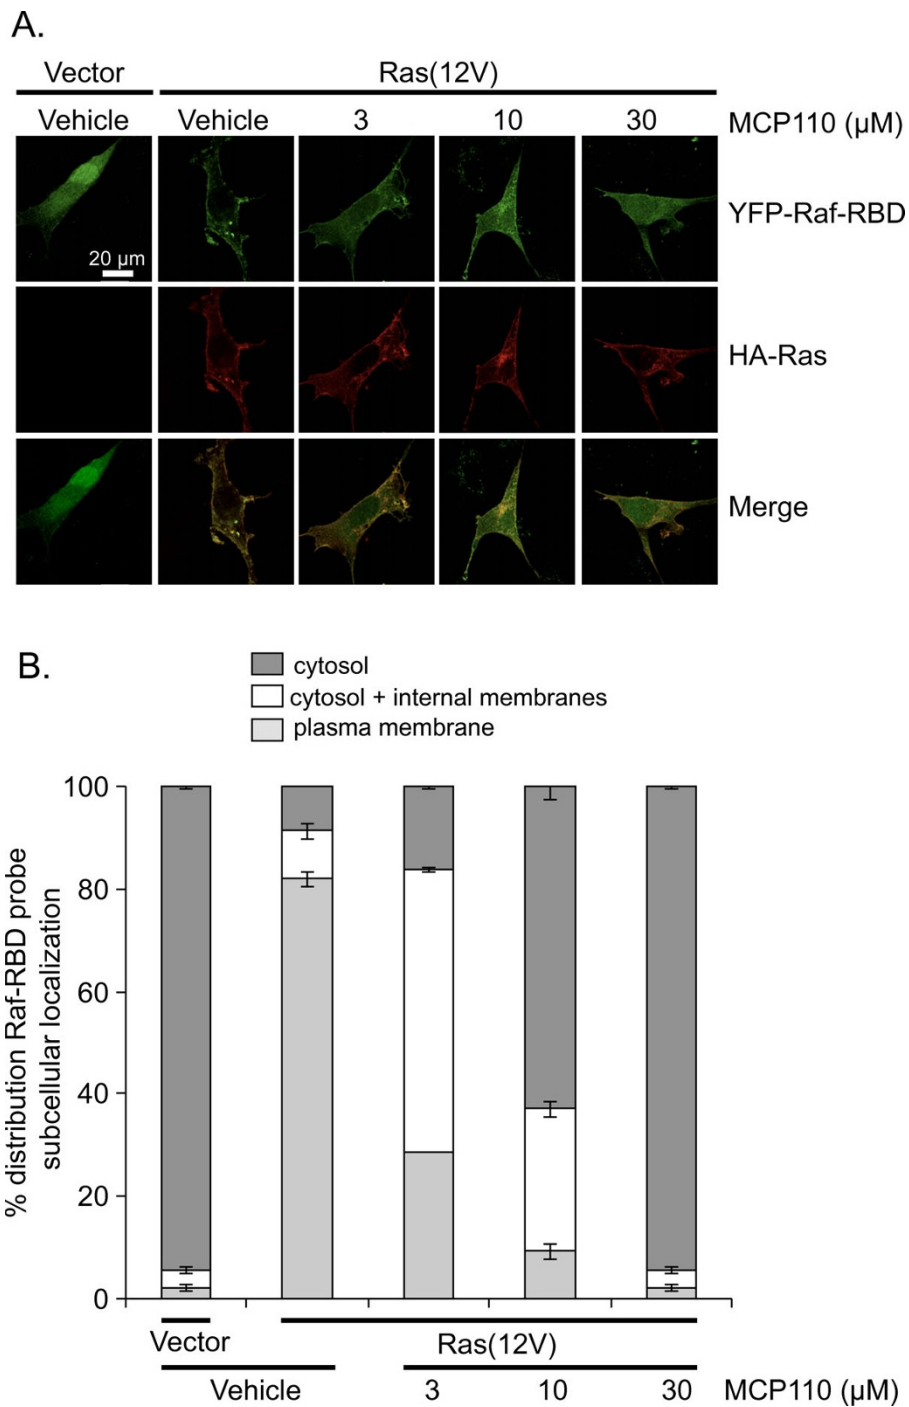 A.
Vector Ras(12V)
Vehicle Vehicle 3 10 30 MCP110 (µM)
YFP-Raf-RBD
20 µm
HA-Ras
Merge
B.
cytosol
cytosol + internal membranes
plasma membrane
% distribution Raf-RBD probe
subcellular localization
100
80
60
40
20
0
Vector Ras(12V)
Vehicle 3 10 30 MCP110 (µM)